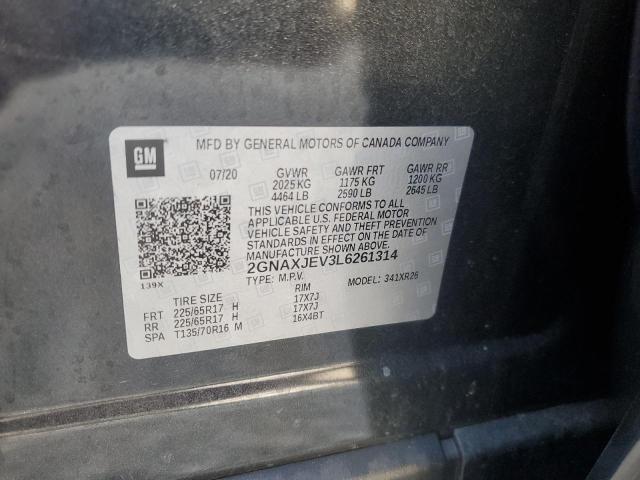 GM
MFD BY GENERAL MOTORS OF CANADA COMPANY
07/20 GVWR GAWR FRT GAWR RR
2025 KG 1175 KG 1200 KG
4464 LB 2590 LB 2645 LB
THIS VEHICLE CONFORMS TO ALL
APPLICABLE U.S. FEDERAL MOTOR
VEHICLE SAFETY AND THEFT PREVENTION
STANDARDS IN EFFECT ON THE DATE OF
MANUFACTURE SHOWN ABOVE.
2GNAXJEV3L6261314
139X TYPE: M.P.V. MODEL: 341XR26
TIRE SIZE RIM
FRT 225/65R17 H 17X7J
RR 225/65R17 H 17X7J
SPA T135/70R16 M 16X4BT